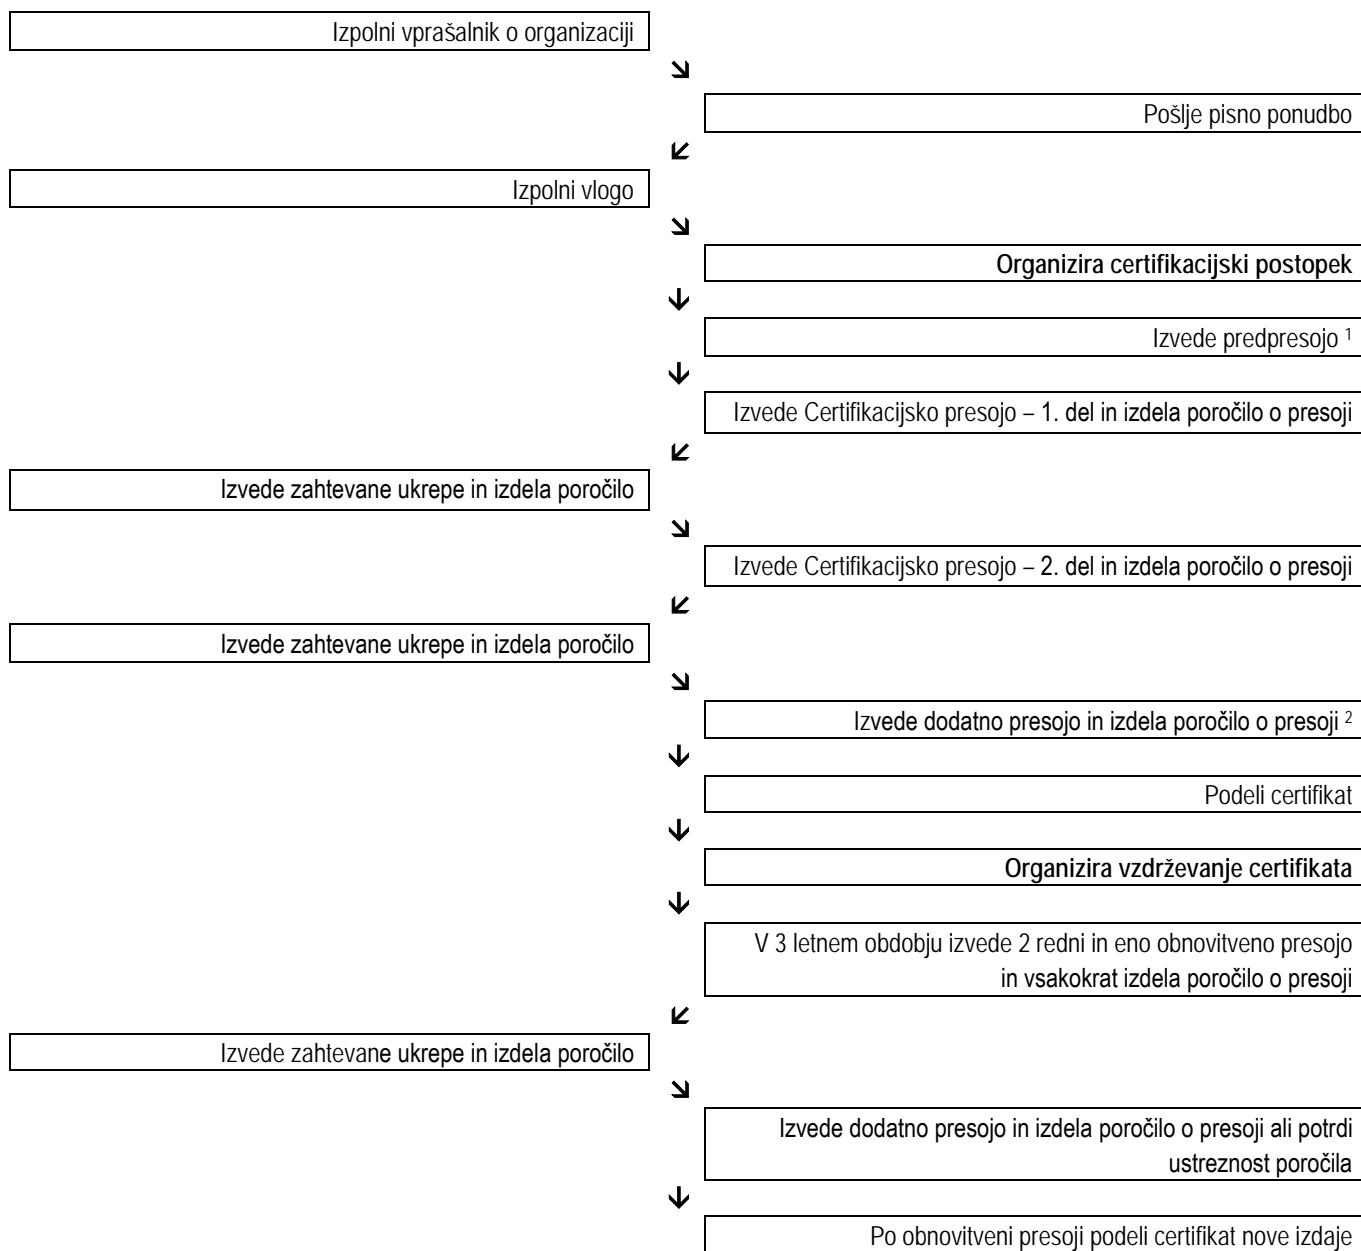 Izpolni vprašalnik o organizaciji
Pošlje pisno ponudbo
Izpolni vlogo
Organizira certifikacijski postopek
Izvede predpresojo 1
Izvede Certifikacijsko presojo – 1. del in izdela poročilo o presoji
Izvede zahtevane ukrepe in izdela poročilo
Izvede Certifikacijsko presojo – 2. del in izdela poročilo o presoji
Izvede zahtevane ukrepe in izdela poročilo
Izvede dodatno presojo in izdela poročilo o presoji 2
Podeli certifikat
Organizira vzdrževanje certifikata
V 3 letnem obdobju izvede 2 redni in eno obnovitveno presojo
in vsakokrat izdela poročilo o presoji
Izvede zahtevane ukrepe in izdela poročilo
Izvede dodatno presojo in izdela poročilo o presoji ali potrdi
ustreznost poročila
Po obnovitveni presoji podeli certifikat nove izdaje